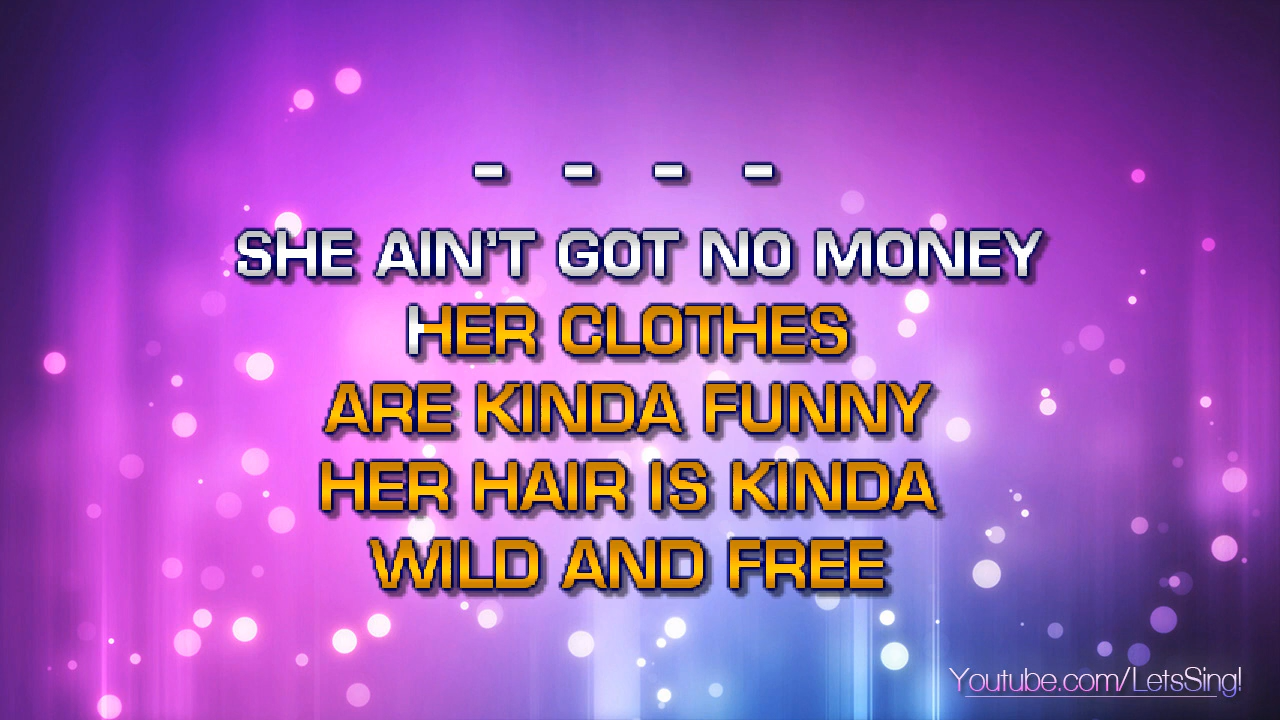 - - - -
SHE AIN'T GOT NO MONEY
HER CLOTHES
ARE KINDA FUNNY
HER HAIR IS KINDA
WILD AND FREE
Youtube.com/LetsSing!